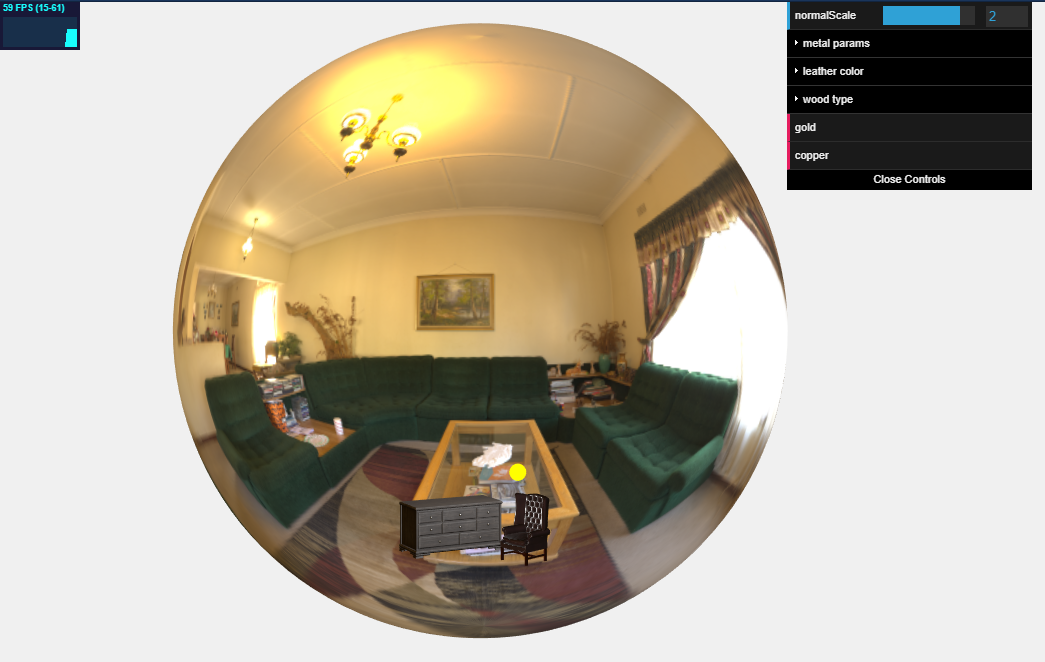 59 FPS (15-61)
normalScale 2
metal params
leather color
wood type
gold
copper
Close Controls